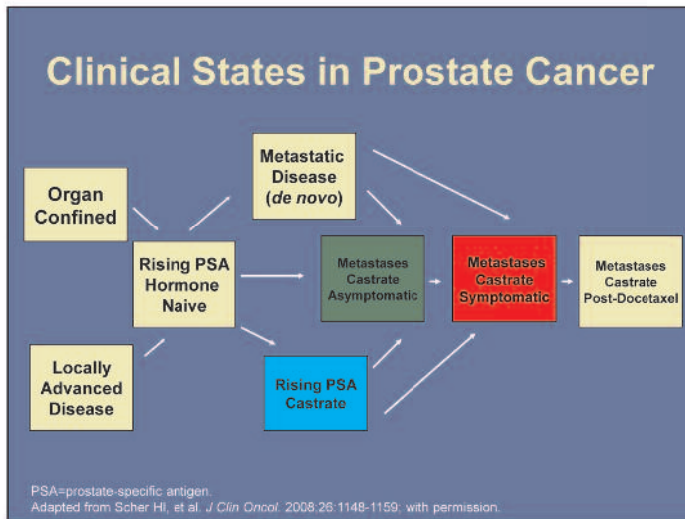 Clinical States in Prostate Cancer
Organ
Confined
Metastatic
Disease
(de novo)
Rising PSA
Hormone
Naive
Metastases
Castrate
Asymptomatic
Metastases
Castrate
Symptomatic
Metastases
Castrate
Post-Docetaxel
Locally
Advanced
Disease
Rising PSA
Castrate
PSA=prostate-specific antigen.
Adapted from Scher HI, et al. J Clin Oncol. 2008;26:1148-1159; with permission.